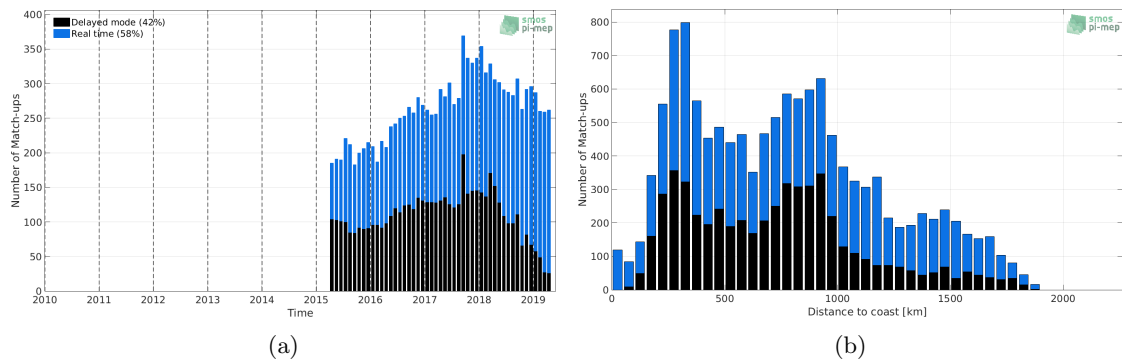 400
350
300
250
200
150
100
50
0
Number of Match-ups
Delayed mode (42%)
Real time (58%)
smos
pi-mep
2010 2011 2012 2013 2014 2015 2016 2017 2018 2019
Time
(a)
800
700
600
500
400
300
200
100
0
Number of Match-ups
smos
pi-mep
0 500 1000 1500 2000
Distance to coast [km]
(b)